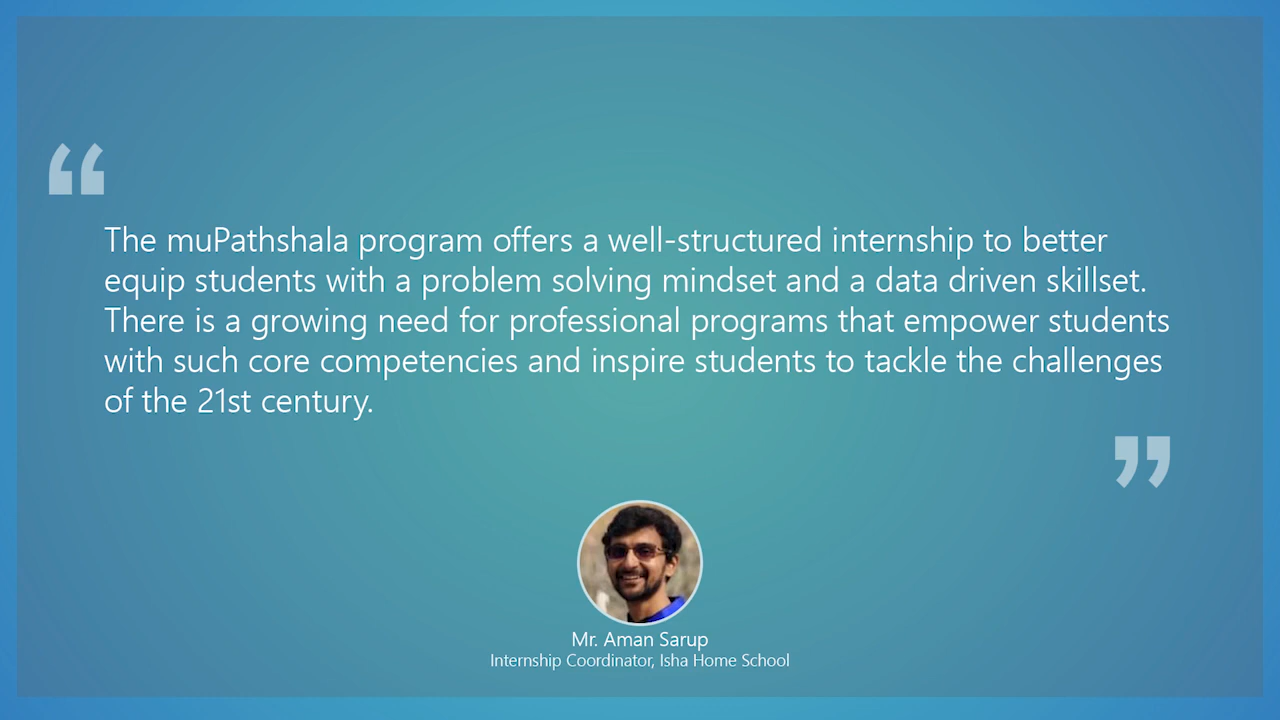 “
The muPathshala program offers a well-structured internship to better
equip students with a problem solving mindset and a data driven skillset.
There is a growing need for professional programs that empower students
with such core competencies and inspire students to tackle the challenges
of the 21st century.
”
Mr. Aman Sarup
Internship Coordinator, Isha Home School